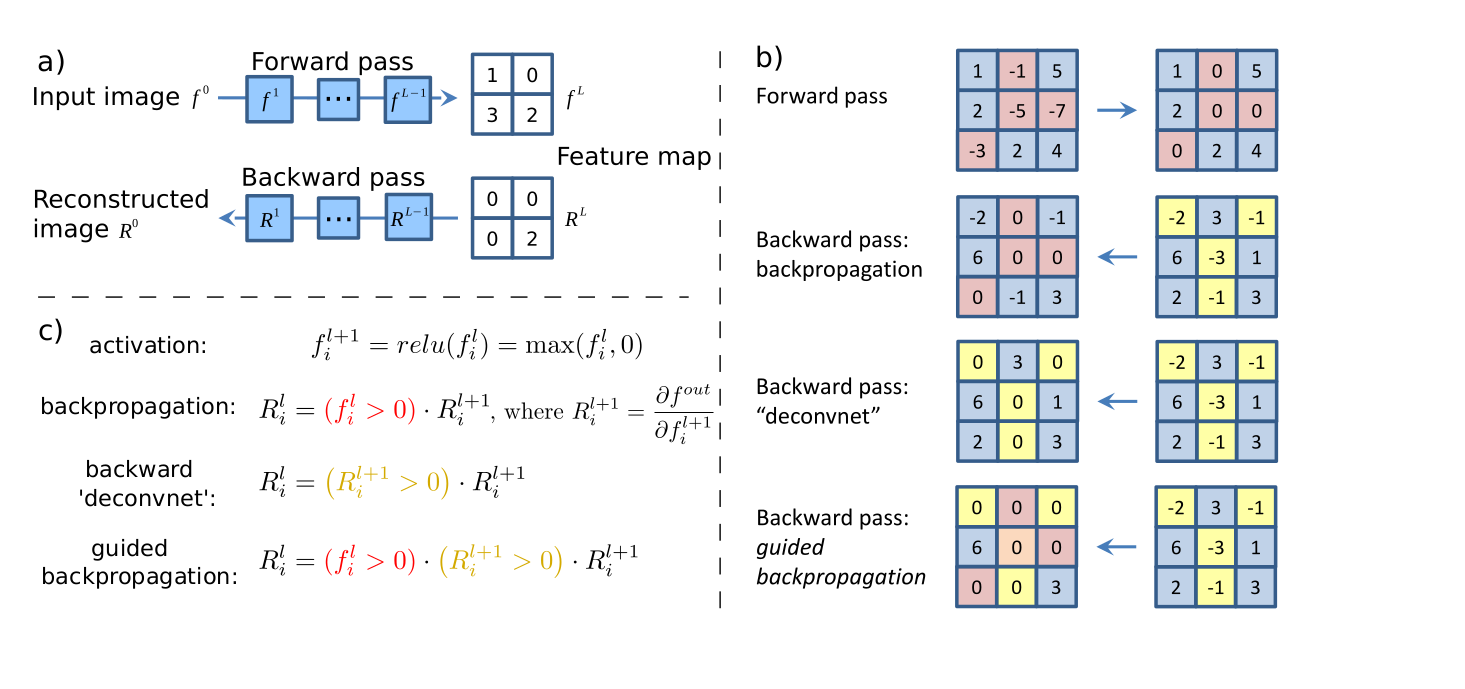 a)
Forward pass
Input image f^0 f^1 ... f^{L-1} f^L
1 0
3 2
Feature map
Backward pass
Reconstructed
image R^0 R^1 ... R^{L-1} R^L
0 0
0 2
c)
activation: f_i^{l+1} = relu(f_i^l) = max(f_i^l, 0)
backpropagation: R_i^l = (f_i^l > 0) · R_i^{l+1}, where R_i^{l+1} = ∂f^{out} / ∂f_i^{l+1}
backward
'deconvnet': R_i^l = (R_i^{l+1} > 0) · R_i^{l+1}
guided
backpropagation: R_i^l = (f_i^l > 0) · (R_i^{l+1} > 0) · R_i^{l+1}
b)
Forward pass
1 -1 5 1 0 5
2 -5 -7 2 0 0
-3 2 4 0 2 4
Backward pass:
backpropagation
-2 0 -1 -2 3 -1
6 0 0 6 -3 1
0 -1 3 2 -1 3
Backward pass:
“deconvnet”
0 3 0 -2 3 -1
6 0 1 6 -3 1
2 0 3 2 -1 3
Backward pass:
guided
backpropagation
0 0 0 -2 3 -1
6 0 0 6 -3 1
0 0 3 2 -1 3